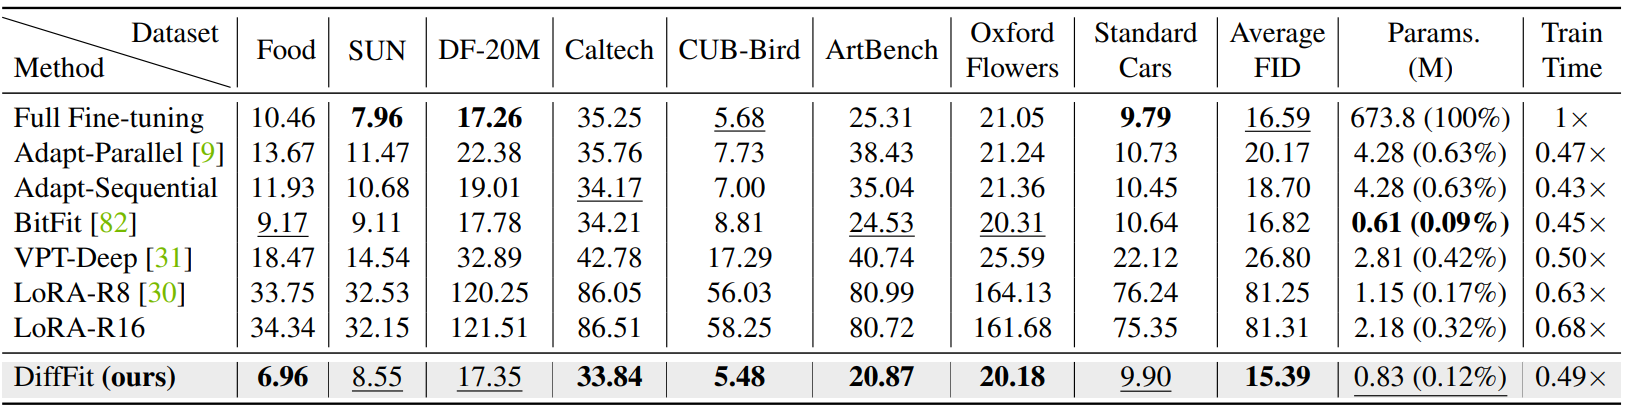 Dataset
Method
Food SUN DF-20M Caltech CUB-Bird ArtBench Oxford Flowers Standard Cars Average FID Params. (M) Train Time
Full Fine-tuning 10.46 7.96 17.26 35.25 5.68 25.31 21.05 9.79 16.59 673.8 (100%) 1×
Adapt-Parallel [9] 13.67 11.47 22.38 35.76 7.73 38.43 21.24 10.73 20.17 4.28 (0.63%) 0.47×
Adapt-Sequential 11.93 10.68 19.01 34.17 7.00 35.04 21.36 10.45 18.70 4.28 (0.63%) 0.43×
BitFit [82] 9.17 9.11 17.78 34.21 8.81 24.53 20.31 10.64 16.82 0.61 (0.09%) 0.45×
VPT-Deep [31] 18.47 14.54 32.89 42.78 17.29 40.74 25.59 22.12 26.80 2.81 (0.42%) 0.50×
LoRA-R8 [30] 33.75 32.53 120.25 86.05 56.03 80.99 164.13 76.24 81.25 1.15 (0.17%) 0.63×
LoRA-R16 34.34 32.15 121.51 86.51 58.25 80.72 161.68 75.35 81.31 2.18 (0.32%) 0.68×
DiffFit (ours) 6.96 8.55 17.35 33.84 5.48 20.87 20.18 9.90 15.39 0.83 (0.12%) 0.49×